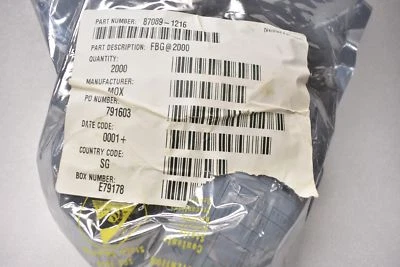 PART NUMBER: 87089-1216
PART DESCRIPTION: FBG@2000
QUANTITY:
2000
MANUFACTURER:
MOX
PO NUMBER:
791603
DATE CODE:
0001+
COUNTRY CODE:
SG
BOX NUMBER:
E79178